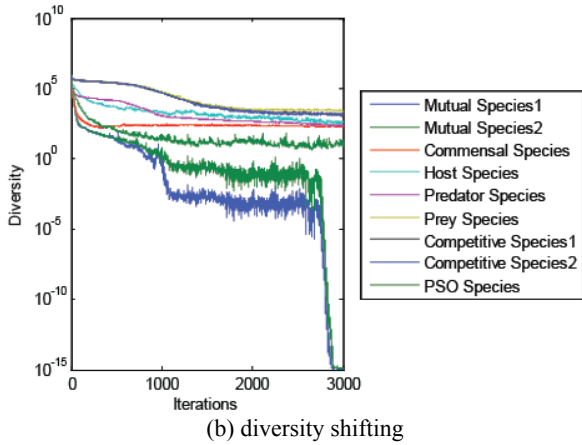 10^10
10^5
10^0
10^-5
10^-10
10^-15
Diversity
0
1000
2000
3000
Iterations
Mutual Species1
Mutual Species2
Commensal Species
Host Species
Predator Species
Prey Species
Competitive Species1
Competitive Species2
PSO Species
(b) diversity shifting